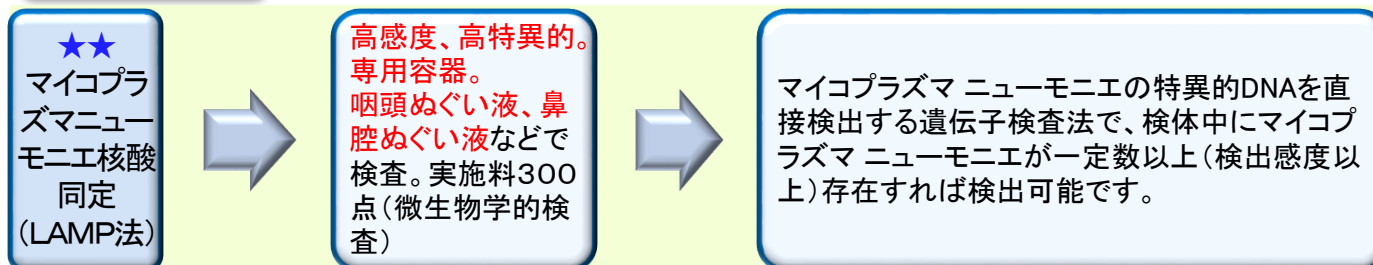 ★★
マイコプラ
ズマニュー
モニエ核酸
同定
(LAMP法)
高感度、高特異的。
専用容器。
咽頭ぬぐい液、鼻
腔ぬぐい液などで
検査。実施料300
点(微生物学的検
査)
マイコプラズマ ニューモニエの特異的DNAを直
接検出する遺伝子検査法で、検体中にマイコプ
ラズマ ニューモニエが一定数以上(検出感度以
上)存在すれば検出可能です。